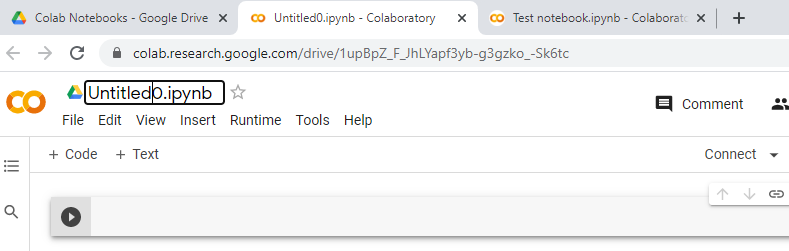 Colab Notebooks - Google Drive
Untitled0.ipynb - Colaboratory
Test notebook.ipynb - Colaborato
colab.research.google.com/drive/1upBpZ_F_JhLYapf3yb-g3gzko_-Sk6tc
Untitled0.ipynb
Comment
File Edit View Insert Runtime Tools Help
+ Code + Text Connect